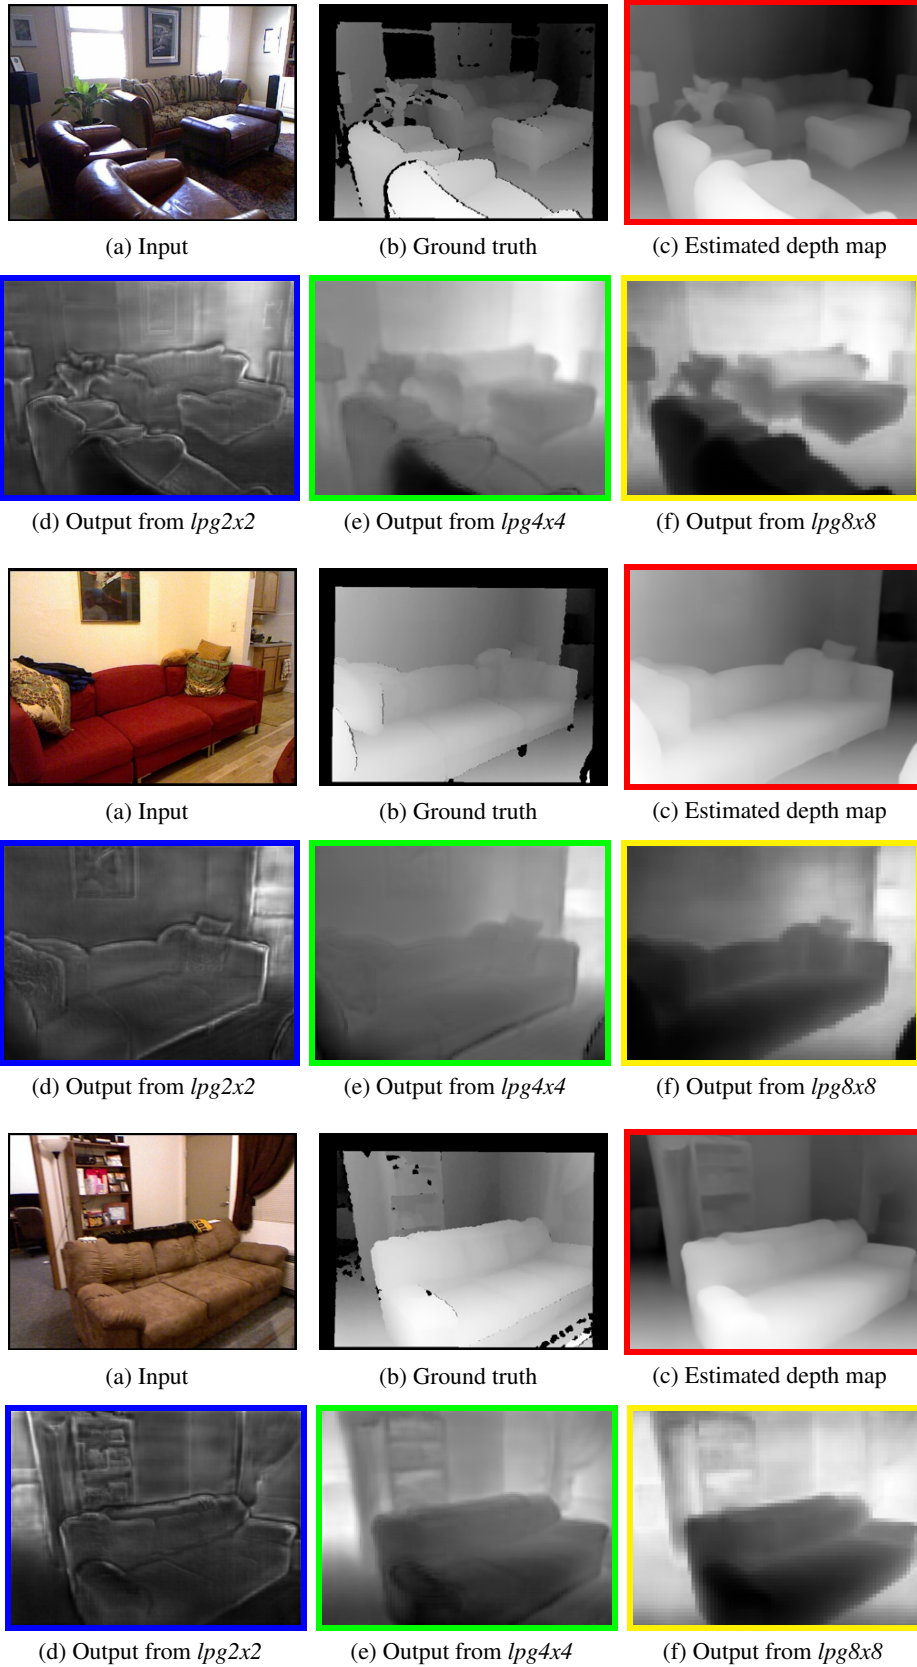 (a) Input
(b) Ground truth
(c) Estimated depth map
(d) Output from lpg2x2
(e) Output from lpg4x4
(f) Output from lpg8x8
(a) Input
(b) Ground truth
(c) Estimated depth map
(d) Output from lpg2x2
(e) Output from lpg4x4
(f) Output from lpg8x8
(a) Input
(b) Ground truth
(c) Estimated depth map
(d) Output from lpg2x2
(e) Output from lpg4x4
(f) Output from lpg8x8